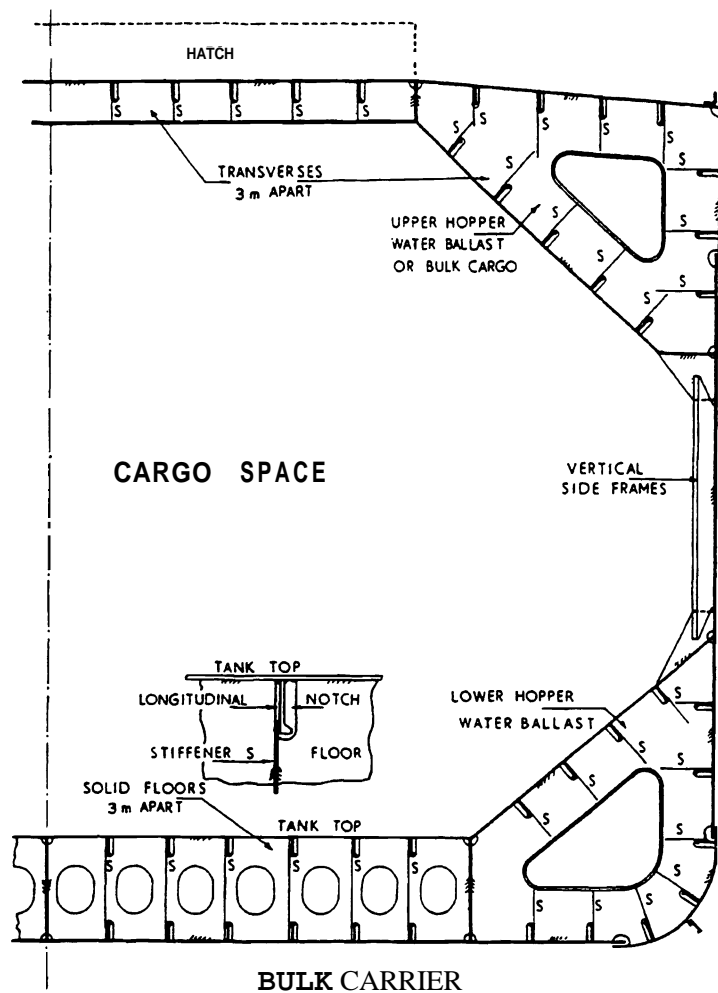 HATCH
S S S S S
TRANSVERSES
3 m APART
S S S S
S S S
UPPER HOPPER
WATER BALLAST
OR BULK CARGO
S S S
S S S
CARGO SPACE
VERTICAL
SIDE FRAMES
TANK TOP
LONGITUDINAL NOTCH
STIFFENER S FLOOR
LOWER HOPPER
WATER BALLAST
SOLID FLOORS
3 m APART
TANK TOP
S S S S S S
S S S S
S S S
S S S S
BULK CARRIER